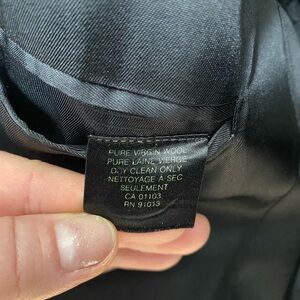 PURE VIRGIN WOOL
PURE LAINE VIERGE
DRY CLEAN ONLY
NETTOYAGE A SEC
SEULEMENT
CA 01103
RN 91013